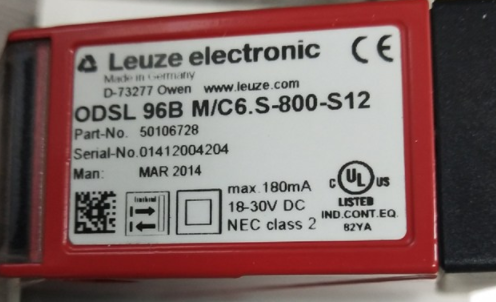 Leuze electronic CE
Made in Germany
D-73277 Owen www.leuze.com
ODSL 96B M/C6.S-800-S12
Part-No. 50106728
Serial-No.01412004204
Man: MAR 2014
max.180mA
18-30V DC
NEC class 2
C UL US
LISTED
IND.CONT.EQ.
82YA